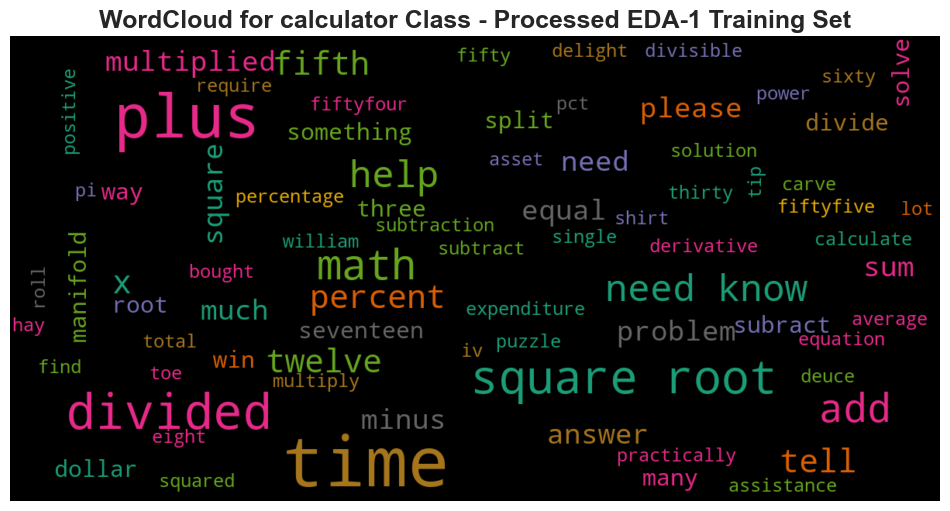 WordCloud for calculator Class - Processed EDA-1 Training Set
multiplied
fifth
fifty
delight
divisible
solve
require
positive
plus
fiftyfour
something
split
pct
please
power
sixty
divide
square
help
asset
need
solution
tip
carve
thirty
pi
way
percentage
three
equal
shirt
fiftyfive
lot
subtraction
subtract
single
derivative
calculate
william
manifold
roll
bought
math
sum
x
root
much
percent
need know
expenditure
hay
seventeen
problem
subract
average
equation
total
win
twelve
iv
puzzle
find
toe
multiply
square root
deuce
divided
eight
minus
answer
add
dollar
squared
time
practically
many
tell
assistance